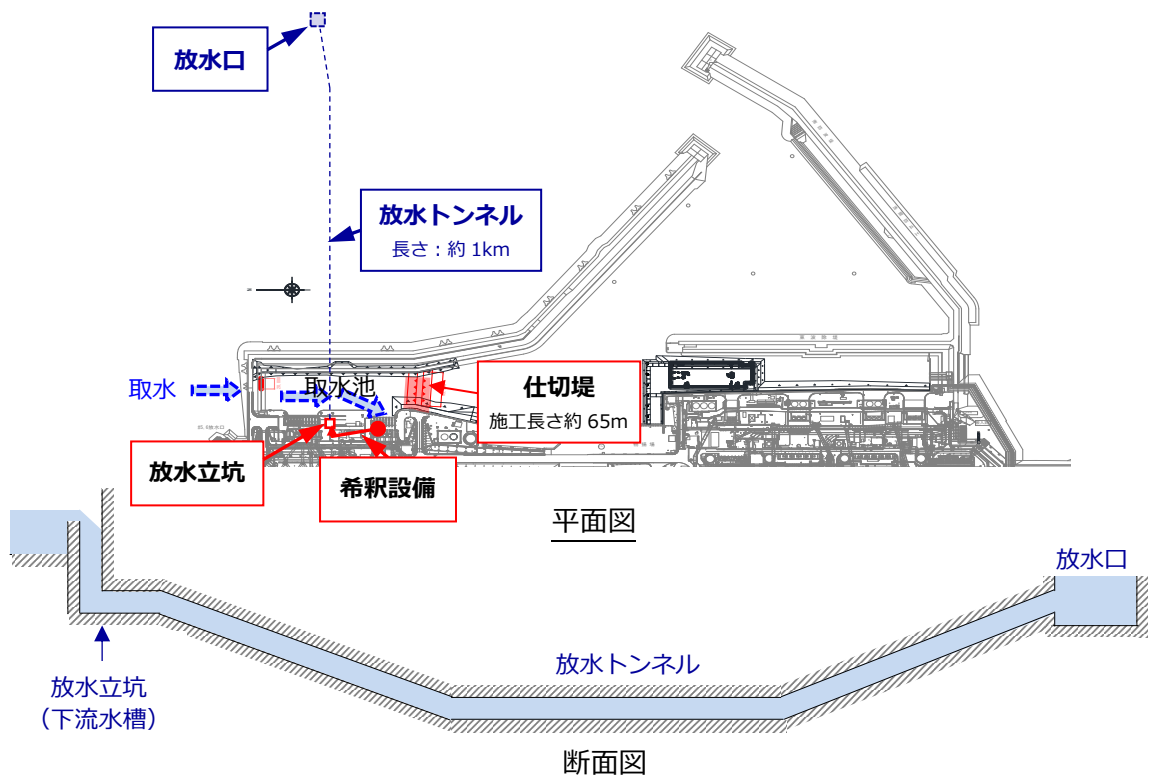 放水口
放水トンネル
長さ：約 1km
取水
取水池
仕切堤
施工長さ約 65m
放水立坑
希釈設備
平面図
放水口
放水トンネル
放水立坑
（下流水槽）
断面図